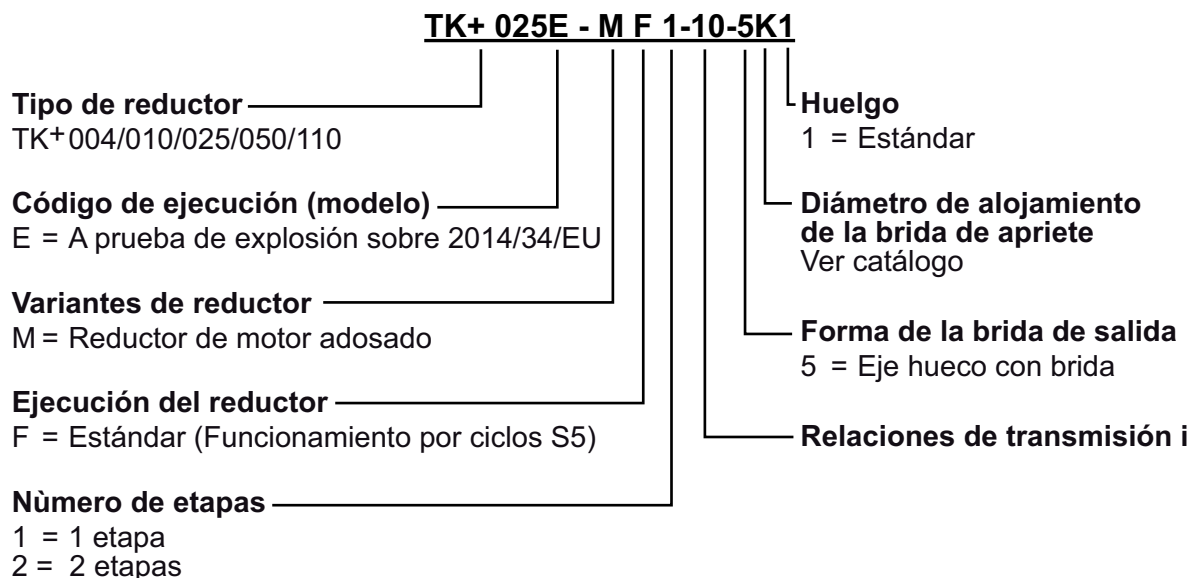 TK+ 025E - M F 1-10-5K1
Tipo de reductor
TK+004/010/025/050/110
Código de ejecución (modelo)
E = A prueba de explosión sobre 2014/34/EU
Variantes de reductor
M = Reductor de motor adosado
Ejecución del reductor
F = Estándar (Funcionamiento por ciclos S5)
Nùmero de etapas
1 = 1 etapa
2 = 2 etapas
Huelgo
1 = Estándar
Diámetro de alojamiento
de la brida de apriete
Ver catálogo
Forma de la brida de salida
5 = Eje hueco con brida
Relaciones de transmisión i